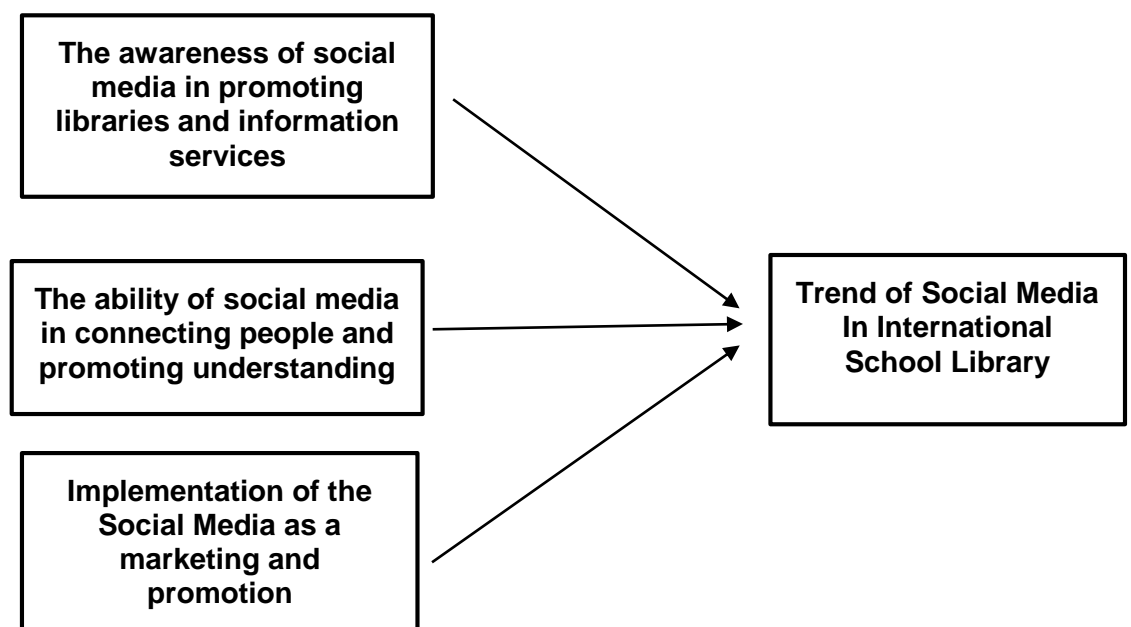 The awareness of social
media in promoting
libraries and information
services
The ability of social media
in connecting people and
promoting understanding
Implementation of the
Social Media as a
marketing and
promotion
Trend of Social Media
In International
School Library